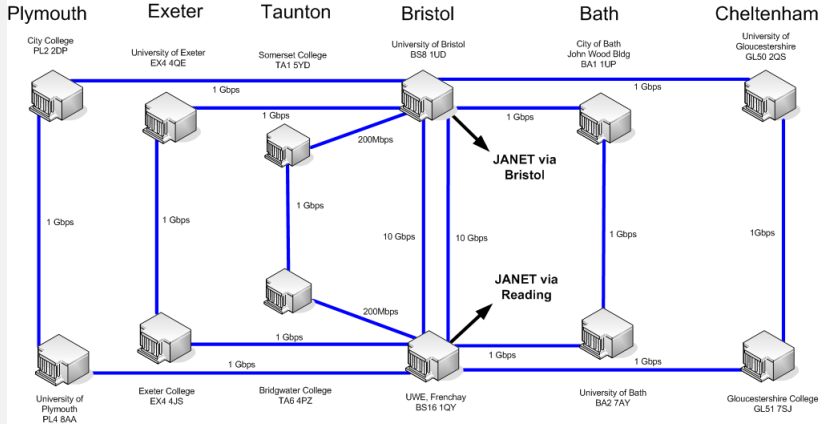 Plymouth
Exeter
Taunton
Bristol
Bath
Cheltenham
City College
PL2 2DP
University of Exeter
EX4 4QE
Somerset College
TA1 5YD
University of Bristol
BS8 1UD
City of Bath
John Wood Bldg
BA1 1UP
University of
Gloucestershire
GL50 2QS
1 Gbps
1 Gbps
1 Gbps
1 Gbps
200Mbps
JANET via
Bristol
1 Gbps
1 Gbps
1 Gbps
10 Gbps
10 Gbps
1 Gbps
1Gbps
JANET via
Reading
200Mbps
1 Gbps
1 Gbps
1 Gbps
1 Gbps
University of
Plymouth
PL4 8AA
Exeter College
EX4 4JS
Bridgwater College
TA6 4PZ
UWE, Frenchay
BS16 1QY
University of Bath
BA2 7AY
Gloucestershire College
GL51 7SJ